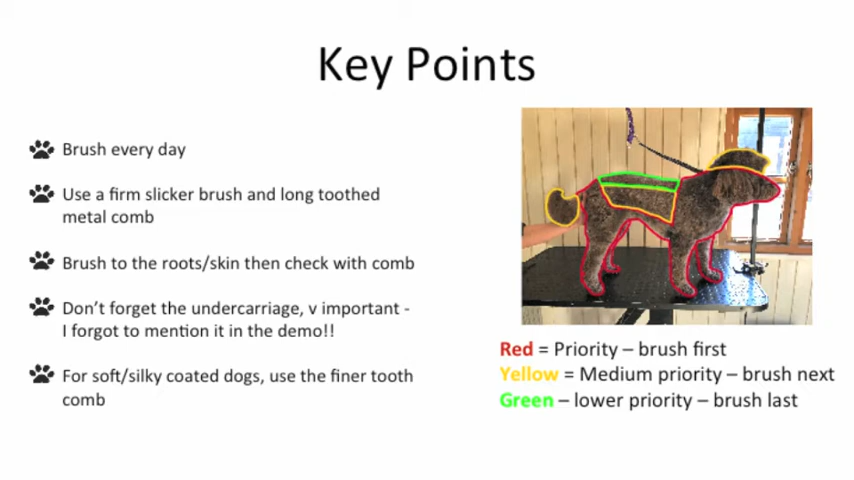 Key Points
Brush every day
Use a firm slicker brush and long toothed
metal comb
Brush to the roots/skin then check with comb
Don't forget the undercarriage, v important -
I forgot to mention it in the demo!!
For soft/silky coated dogs, use the finer tooth
comb
Red = Priority – brush first
Yellow = Medium priority – brush next
Green – lower priority – brush last